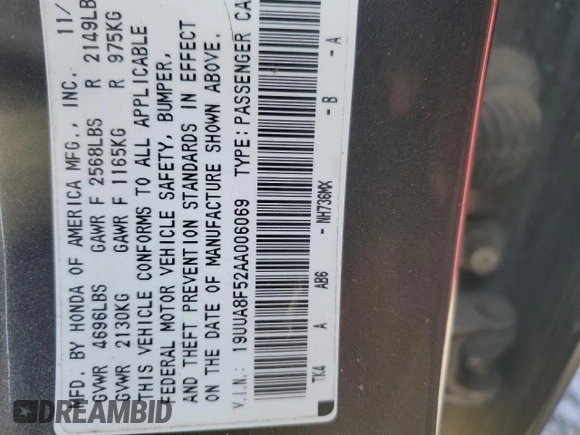 MFD. BY HONDA OF AMERICA MFG., INC. 11/
GVWR 4696LBS GAWR F 2568LBS R 2149LB
GVWR 2130KG GAWR F 1165KG R 975KG
THIS VEHICLE CONFORMS TO ALL APPLICABLE
FEDERAL MOTOR VEHICLE SAFETY, BUMPER,
AND THEFT PREVENTION STANDARDS IN EFFECT
ON THE DATE OF MANUFACTURE SHOWN ABOVE.
V.I.N.: 19UUA8F52AA006069 TYPE: PASSENGER CA
TK4 A AB6 - NH736MX - B - A
DREAMBID